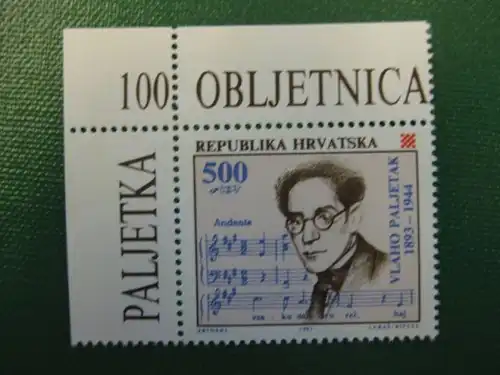 100. OBLJETNICA
PALJETKA
REPUBLIKA HRVATSKA
500
VLAHO PALJETAK
1893 – 1944
Andante